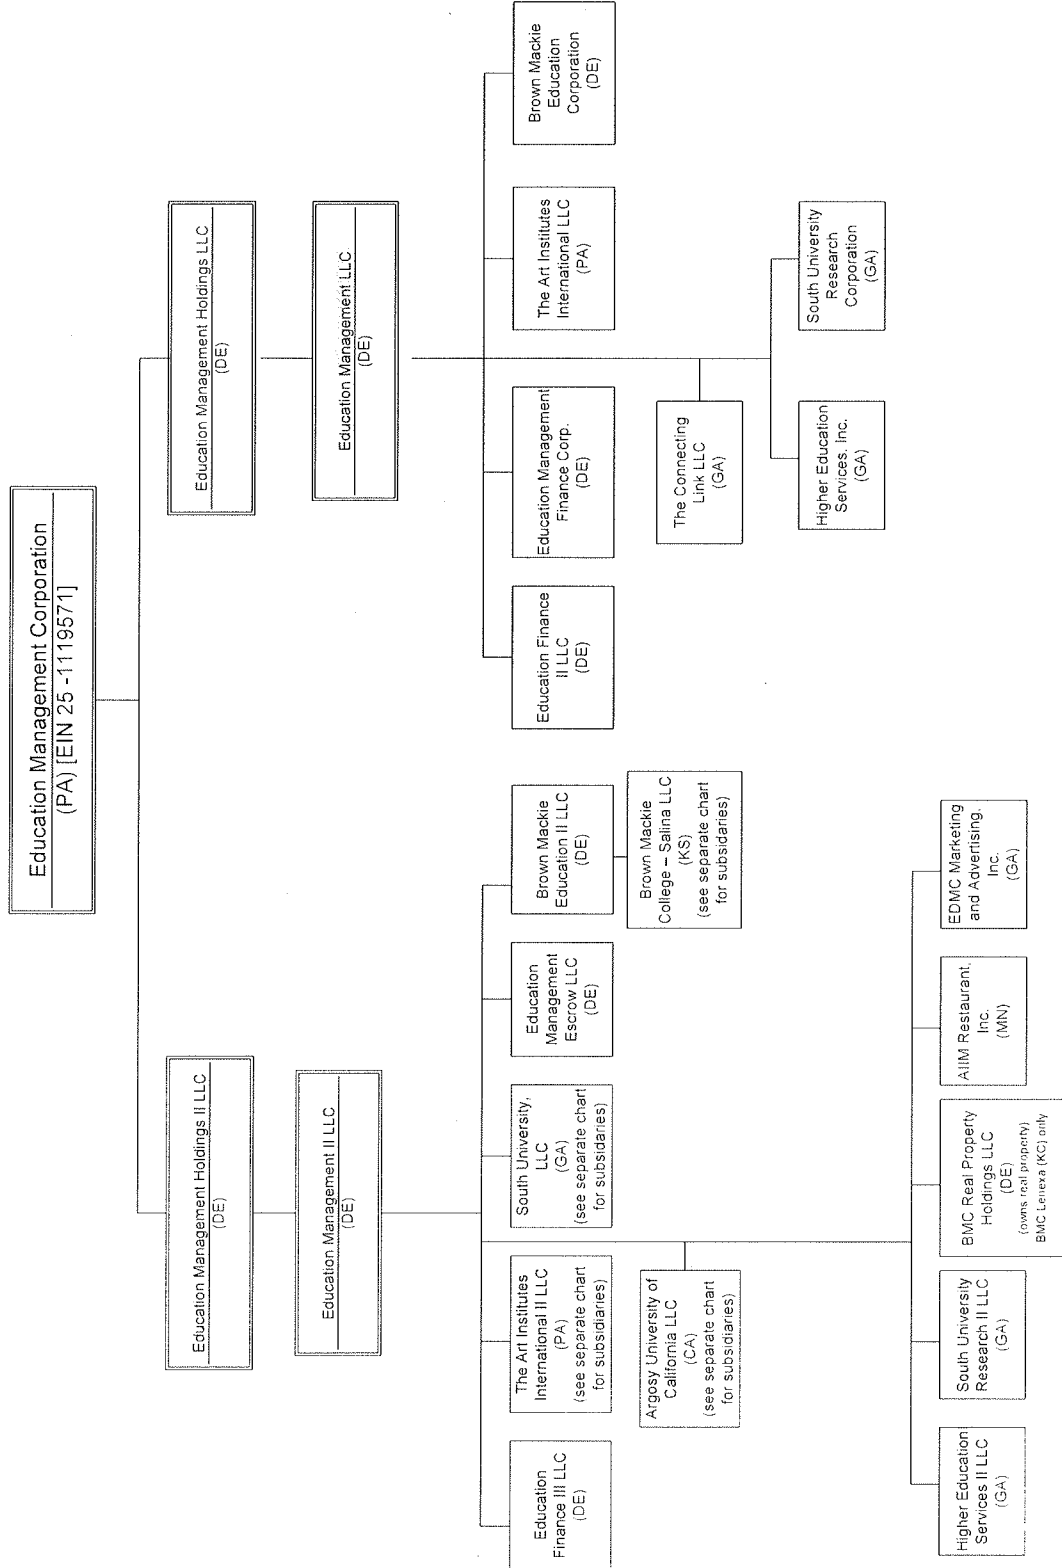 Education Management Corporation
(PA) [EIN 25 -1119571]
Education Management Holdings II LLC
(DE)
Education Management Holdings LLC
(DE)
Education Management II LLC
(DE)
Education Management LLC
(DE)
Education
Finance III LLC
(DE)
The Art Institutes
International II LLC
(PA)
(see separate chart
for subsidiaries)
South University,
LLC
(GA)
(see separate chart
for subsidaries)
Education
Management
Escrow LLC
(DE)
Brown Mackie
Education II LLC
(DE)
Education Finance
II LLC
(DE)
Education Management
Finance Corp.
(DE)
The Art Institutes
International LLC
(PA)
Brown Mackie
Education
Corporation
(DE)
Argosy University of
California LLC
(CA)
(see separate chart
for subsidiaries)
Brown Mackie
College – Salina LLC
(KS)
(see separate chart
for subsidaries)
The Connecting
Link LLC
(GA)
Higher Education
Services, Inc.
(GA)
South University
Research
Corporation
(GA)
Higher Education
Services II LLC
(GA)
South University
Research II LLC
(GA)
BMC Real Property
Holdings LLC
(DE)
(owns real property)
BMC Lenexa (KC) only
AIIM Restaurant,
Inc.
(MN)
EDMC Marketing
and Advertising,
Inc.
(GA)